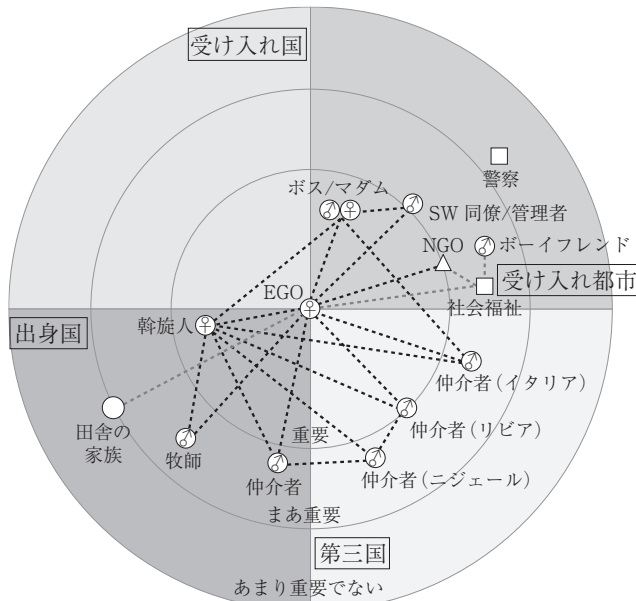 受け入れ国
警察
ボス/マダム
SW 同僚/管理者
NGO
ボーイフレンド
受け入れ都市
社会福祉
EGO
出身国
斡旋人
仲介者(イタリア)
田舎の
家族
牧師
重要
仲介者(リビア)
仲介者
仲介者(ニジェール)
まあ重要
第三国
あまり重要でない